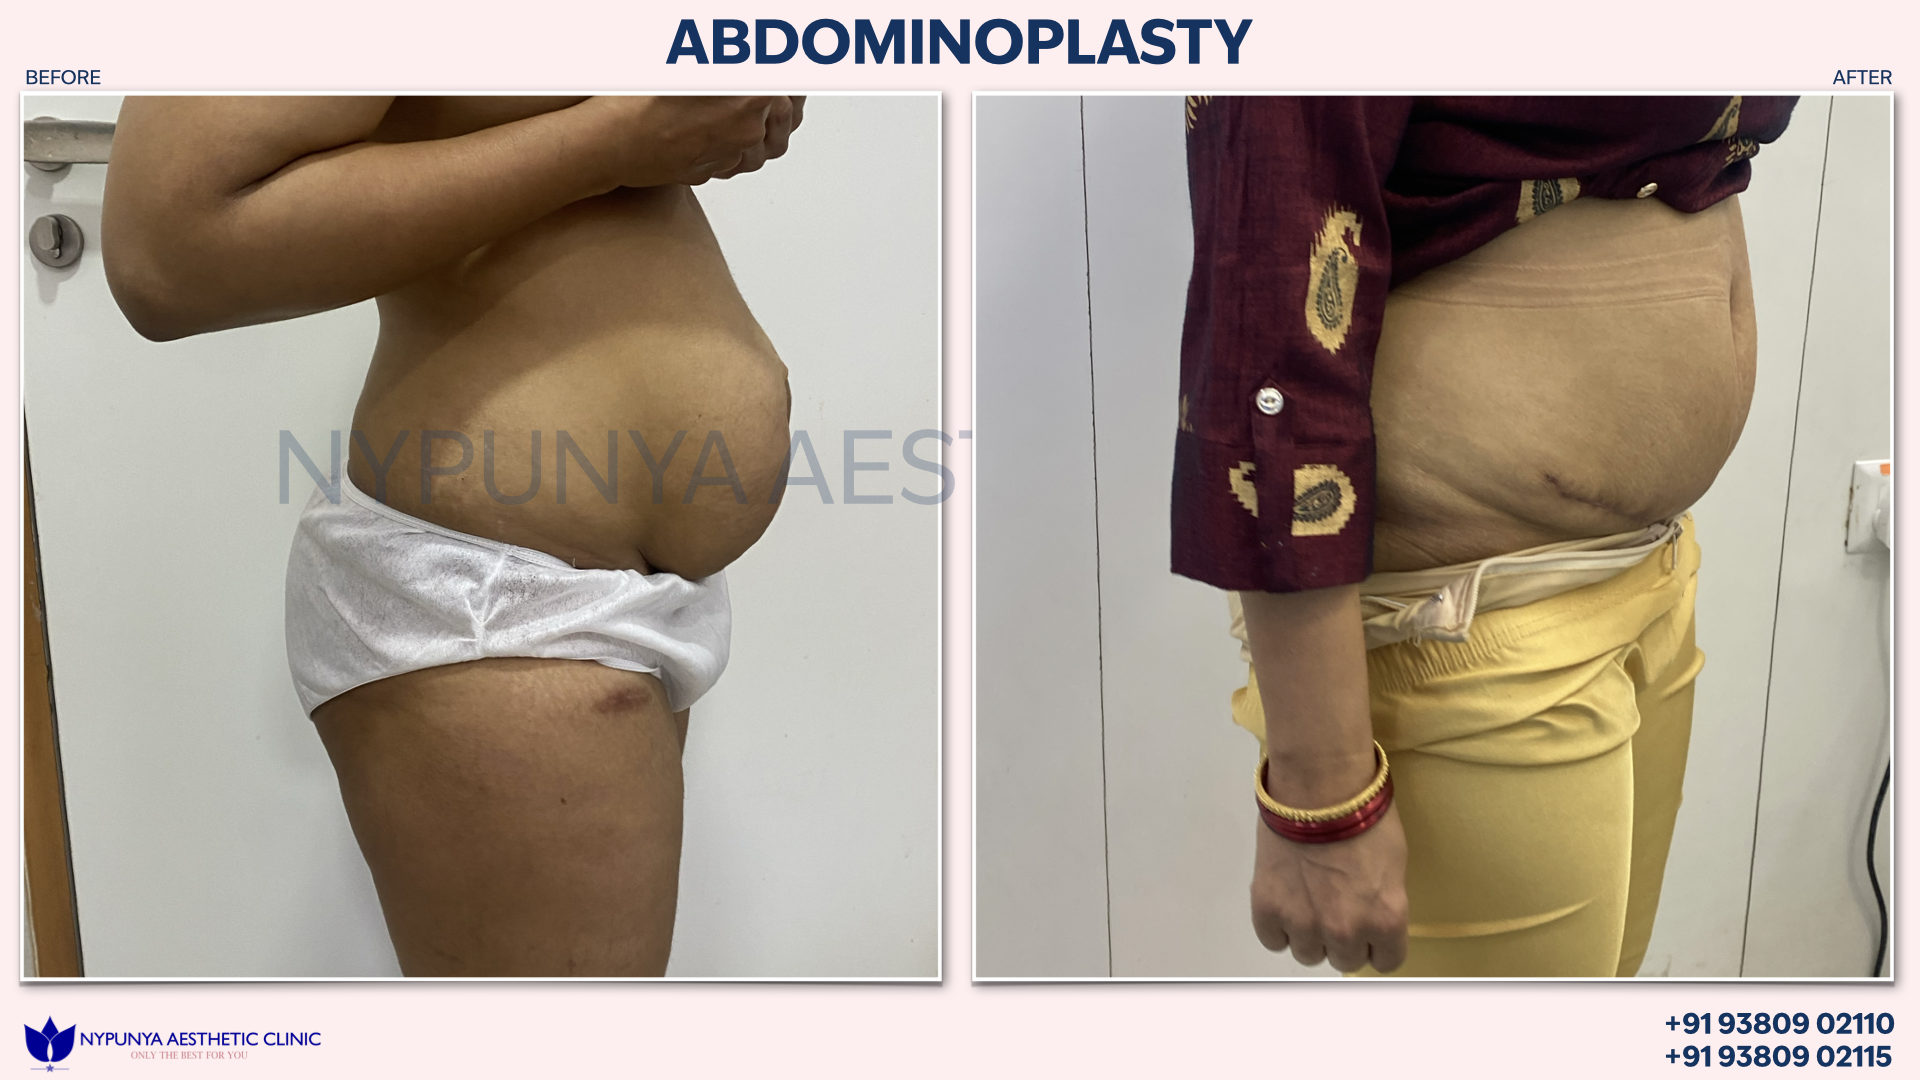 ABDOMINOPLASTY
BEFORE
AFTER
NYPUNYA AEST
NYPUNYA AESTHETIC CLINIC
ONLY THE BEST FOR YOU
+91 93809 02110
+91 93809 02115